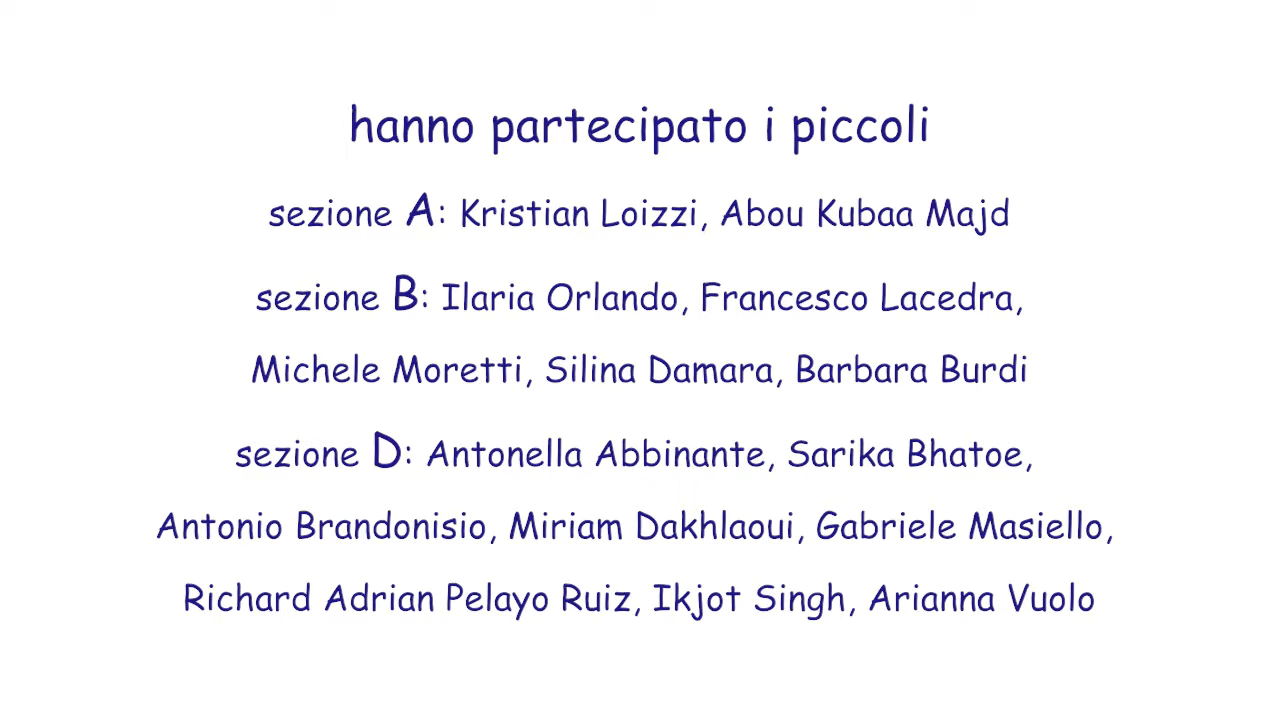 hanno partecipato i piccoli
sezione A: Kristian Loizzi, Abou Kubaa Majd
sezione B: Ilaria Orlando, Francesco Lacedra,
Michele Moretti, Silina Damara, Barbara Burdi
sezione D: Antonella Abbinante, Sarika Bhatoe,
Antonio Brandonisio, Miriam Dakhlaoui, Gabriele Masiello,
Richard Adrian Pelayo Ruiz, Ikjot Singh, Arianna Vuolo